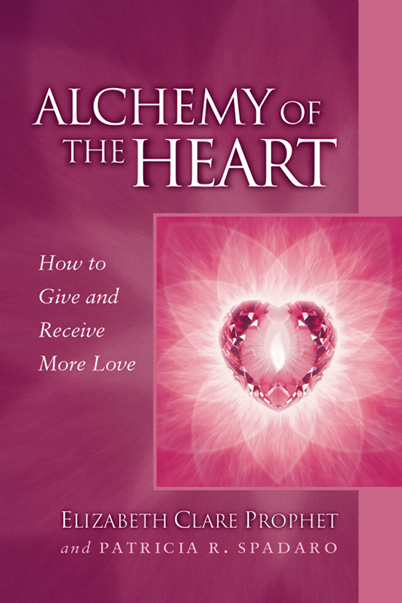 ALCHEMY OF
THE HEART
How to
Give and
Receive
More Love
ELIZABETH CLARE PROPHET
and PATRICIA R. SPADARO